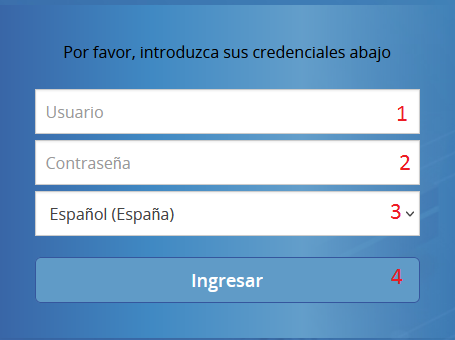 Por favor, introduzca sus credenciales abajo
Usuario 1
Contraseña 2
Español (España) 3
Ingresar 4